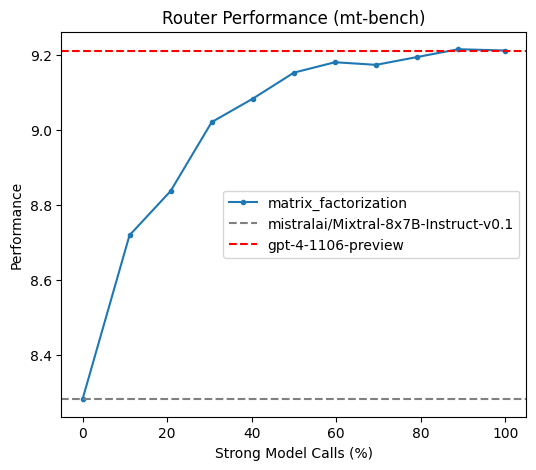 Router Performance (mt-bench)
9.2
9.0
8.8
8.6
8.4
Performance
matrix_factorization
mistralai/Mixtral-8x7B-Instruct-v0.1
gpt-4-1106-preview
0 20 40 60 80 100
Strong Model Calls (%)